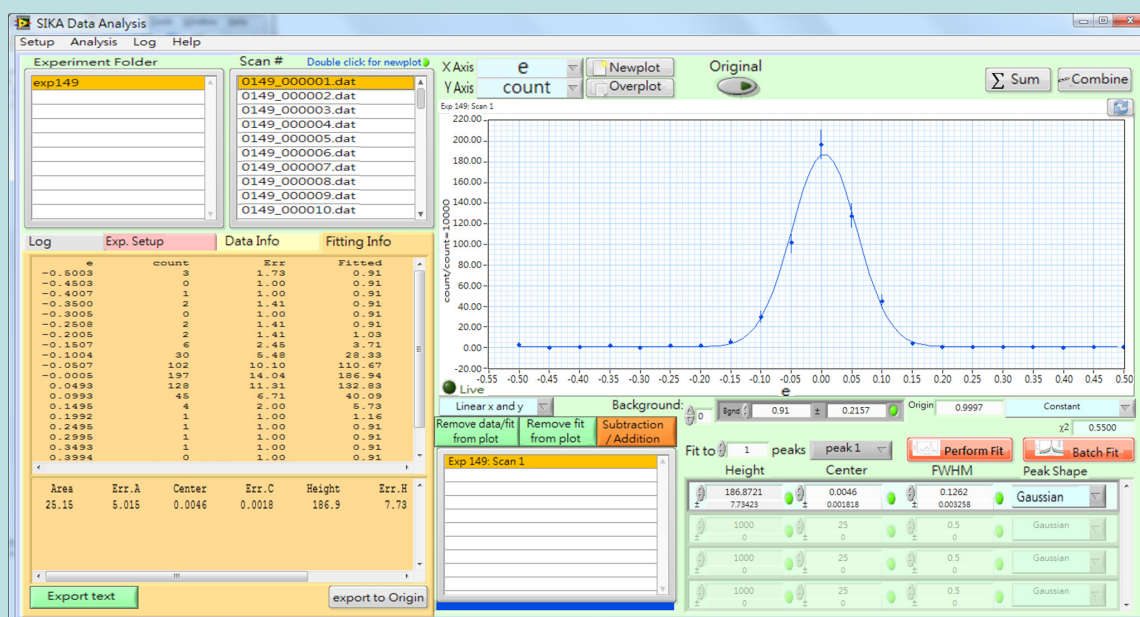 SIKA Data Analysis
Setup Analysis Log Help
Experiment Folder
exp149
Scan #
Double click for newplot
0149_000001.dat
0149_000002.dat
0149_000003.dat
0149_000004.dat
0149_000005.dat
0149_000006.dat
0149_000007.dat
0149_000008.dat
0149_000009.dat
0149_000010.dat
X Axis e
Y Axis count
Newplot
Overplot
Original
∑ Sum
Combine
Exp 149: Scan 1
count/count=10000
220.00
200.00
180.00
160.00
140.00
120.00
100.00
80.00
60.00
40.00
20.00
0.00
-20.00
-0.55 -0.50 -0.45 -0.40 -0.35 -0.30 -0.25 -0.20 -0.15 -0.10 -0.05 0.00 0.05 0.10 0.15 0.20 0.25 0.30 0.35 0.40 0.45 0.50
e
Live
Log
Exp. Setup
Data Info
Fitting Info
e count Err Fitted
-0.5003 3 1.73 0.91
-0.4503 0 1.00 0.91
-0.4007 1 1.00 0.91
-0.3500 2 1.41 0.91
-0.3005 0 1.00 0.91
-0.2508 2 1.41 0.91
-0.2005 2 1.41 1.03
-0.1507 6 2.45 3.71
-0.1004 30 5.48 28.33
-0.0507 102 10.10 110.67
-0.0005 197 14.04 186.94
0.0493 128 11.31 132.83
0.0993 45 6.71 40.09
0.1495 4 2.00 5.73
0.1992 1 1.00 1.16
0.2495 1 1.00 0.91
0.2995 1 1.00 0.91
0.3493 1 1.00 0.91
0.3994 0 1.00 0.91
Area Err.A Center Err.C Height Err.H
25.15 5.015 0.0046 0.0018 186.9 7.73
Export text
export to Origin
Linear x and y
Background:
0
Bgnd 0.91 ± 0.2157
Origin 0.9997
Constant
χ2 0.5500
Remove data/fit from plot
Remove fit from plot
Subtraction / Addition
Exp 149: Scan 1
Fit to 1 peaks
peak 1
Perform Fit
Batch Fit
Height Center FWHM Peak Shape
186.8721 0.0046 0.1262 Gaussian
± 7.73423 ± 0.001818 ± 0.003258
1000 25 0.5 Gaussian
± 0 ± 0 ± 0
1000 25 0.5 Gaussian
± 0 ± 0 ± 0
1000 25 0.5 Gaussian
± 0 ± 0 ± 0